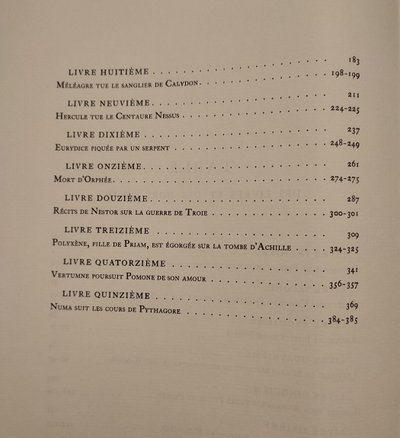 LIVRE HUITIÈME . . . . . . . . . . . . . . . 183
MÉLÉAGRE TUE LE SANGLIER DE CALYDON . . . . . . . . . . 198-199
LIVRE NEUVIÈME . . . . . . . . . . . . . . . 211
HERCULE TUE LE CENTAURE NESSUS . . . . . . . . . . . . 224-225
LIVRE DIXIÈME . . . . . . . . . . . . . . . 237
EURYDICE PIQUÉE PAR UN SERPENT . . . . . . . . . . . . 248-249
LIVRE ONZIÈME . . . . . . . . . . . . . . . 261
MORT D'ORPHÉE . . . . . . . . . . . . . . . 274-275
LIVRE DOUZIÈME . . . . . . . . . . . . . . . 287
RÉCITS DE NESTOR SUR LA GUERRE DE TROIE . . . . . . . . . 300-301
LIVRE TREIZIÈME . . . . . . . . . . . . . . . 309
POLYXÈNE, FILLE DE PRIAM, EST ÉGORGÉE SUR LA TOMBE D'ACHILLE . . . 324-325
LIVRE QUATORZIÈME . . . . . . . . . . . . . . 341
VERTUMNE POURSUIT POMONE DE SON AMOUR . . . . . . . . . 356-357
LIVRE QUINZIÈME . . . . . . . . . . . . . . . 369
NUMA SUIT LES COURS DE PYTHAGORE . . . . . . . . . . . 384-385